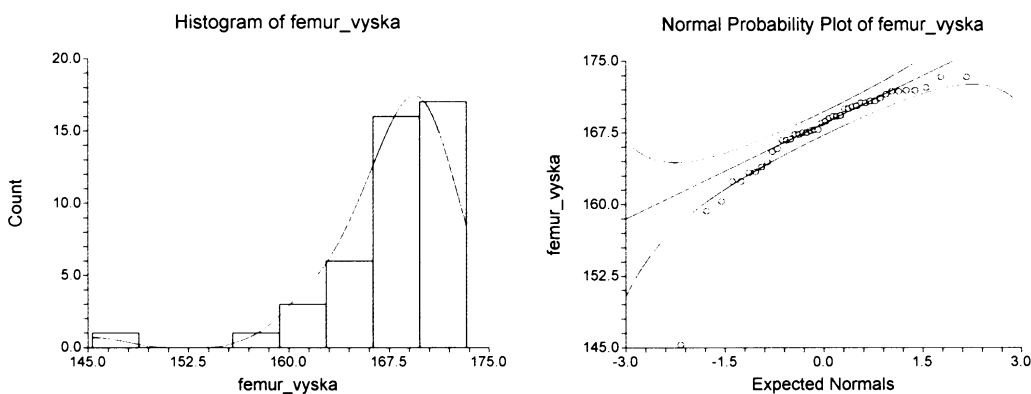 Histogram of femur_vyska
20.0
15.0
10.0
5.0
0.0
Count
145.0 152.5 160.0 167.5 175.0
femur_vyska
Normal Probability Plot of femur_vyska
175.0
167.5
160.0
152.5
145.0
femur_vyska
-3.0 -1.5 0.0 1.5 3.0
Expected Normals